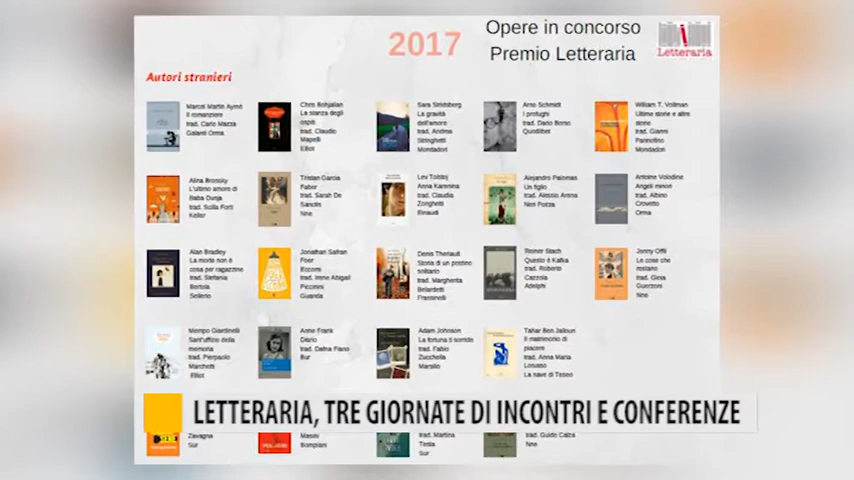 2017
Opere in concorso
Premio Letteraria
Letteraria
Autori stranieri
Marcel Martin Aymé
Il romanziere
trad. Carlo Mazza
Galanti Orma
Chris Bohjalian
La stanza degli
ospiti
trad. Claudio
Mapelli
Elliot
Sara Stridsberg
La gravità
dell'amore
trad. Andrea
Stringhetti
Mondadori
Arno Schmidt
I profughi
trad. Dario Borso
Quodlibet
William T. Vollman
Ultime storie e altre
storie
trad. Gianni
Pannofino
Mondadori
Alina Bronsky
L'ultimo amore di
Baba Dunja
trad. Scilla Forti
Keller
Tristan Garcia
Faber
trad. Sarah De
Sanctis
Nne
Lev Tolstoj
Anna Karenina
trad. Claudia
Zonghetti
Einaudi
Alejandro Palomas
Un figlio
trad. Alessio Arena
Neri Pozza
Antoine Volodine
Angeli minori
trad. Albino
Crovetto
Orma
Alan Bradley
La morte non è
cosa per ragazzine
trad. Stefania
Bertola
Sellerio
Jonathan Safran
Foer
Eccomi
trad. Irene Abigail
Piccinini
Guanda
Denis Theriault
Storia di un postino
solitario
trad. Margherita
Belardetti
Frassinelli
Reiner Stach
Questo è Kafka
trad. Roberto
Cazzola
Adelphi
Jenny Offil
Le cose che
restano
trad. Gioia
Guerzoni
Nne
Mempo Giardinelli
Sant'uffizio della
memoria
trad. Pierpaolo
Marchetti
Elliot
Anne Frank
Diario
trad. Dafna Fiano
Bur
Adam Johnson
La fortuna ti sorride
trad. Fabio
Zucchella
Marsilio
Tahar Ben Jalloun
Il matrimonio di
piacere
trad. Anna Maria
Lorusso
La nave di Teseo
LETTERARIA, TRE GIORNATE DI INCONTRI E CONFERENZE
Zavagna
Sur
Masini
Bompiani
trad. Martina
Testa
Sur
trad. Guido Calza
Nne